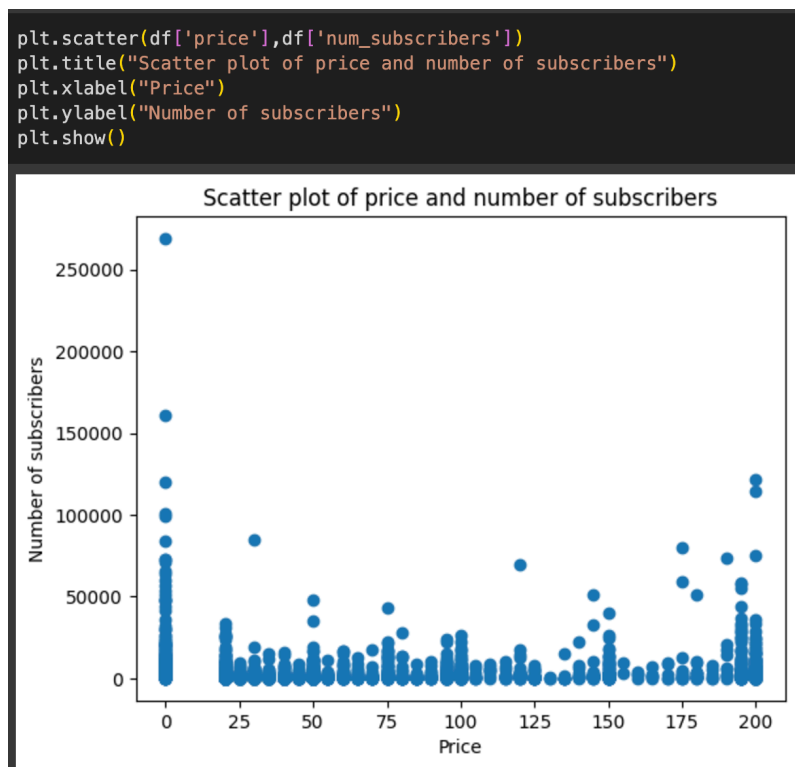 plt.scatter(df['price'],df['num_subscribers'])
plt.title("Scatter plot of price and number of subscribers")
plt.xlabel("Price")
plt.ylabel("Number of subscribers")
plt.show()
Scatter plot of price and number of subscribers
Number of subscribers
250000
200000
150000
100000
50000
0
0 25 50 75 100 125 150 175 200
Price